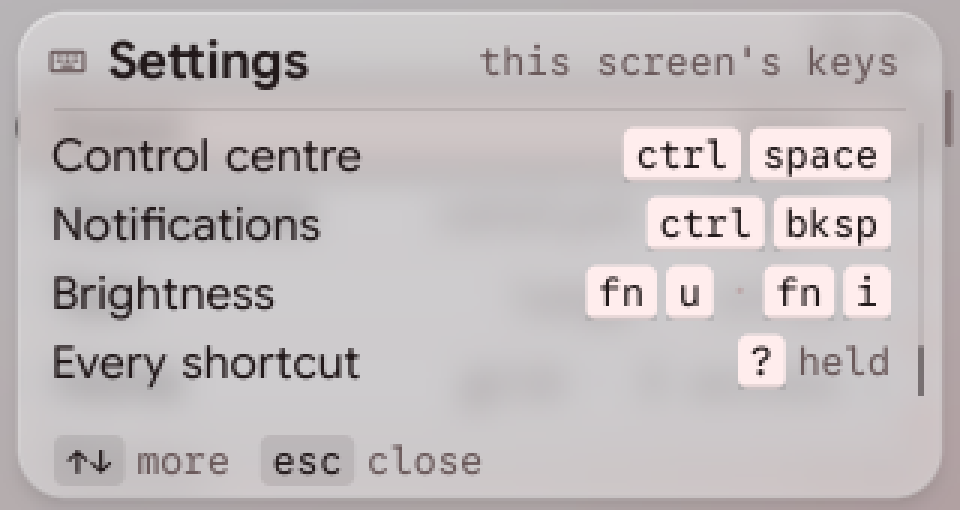 Settings this screen's keys
Control centre ctrl space
Notifications ctrl bksp
Brightness fn u · fn i
Every shortcut ? held
↑↓ more esc close